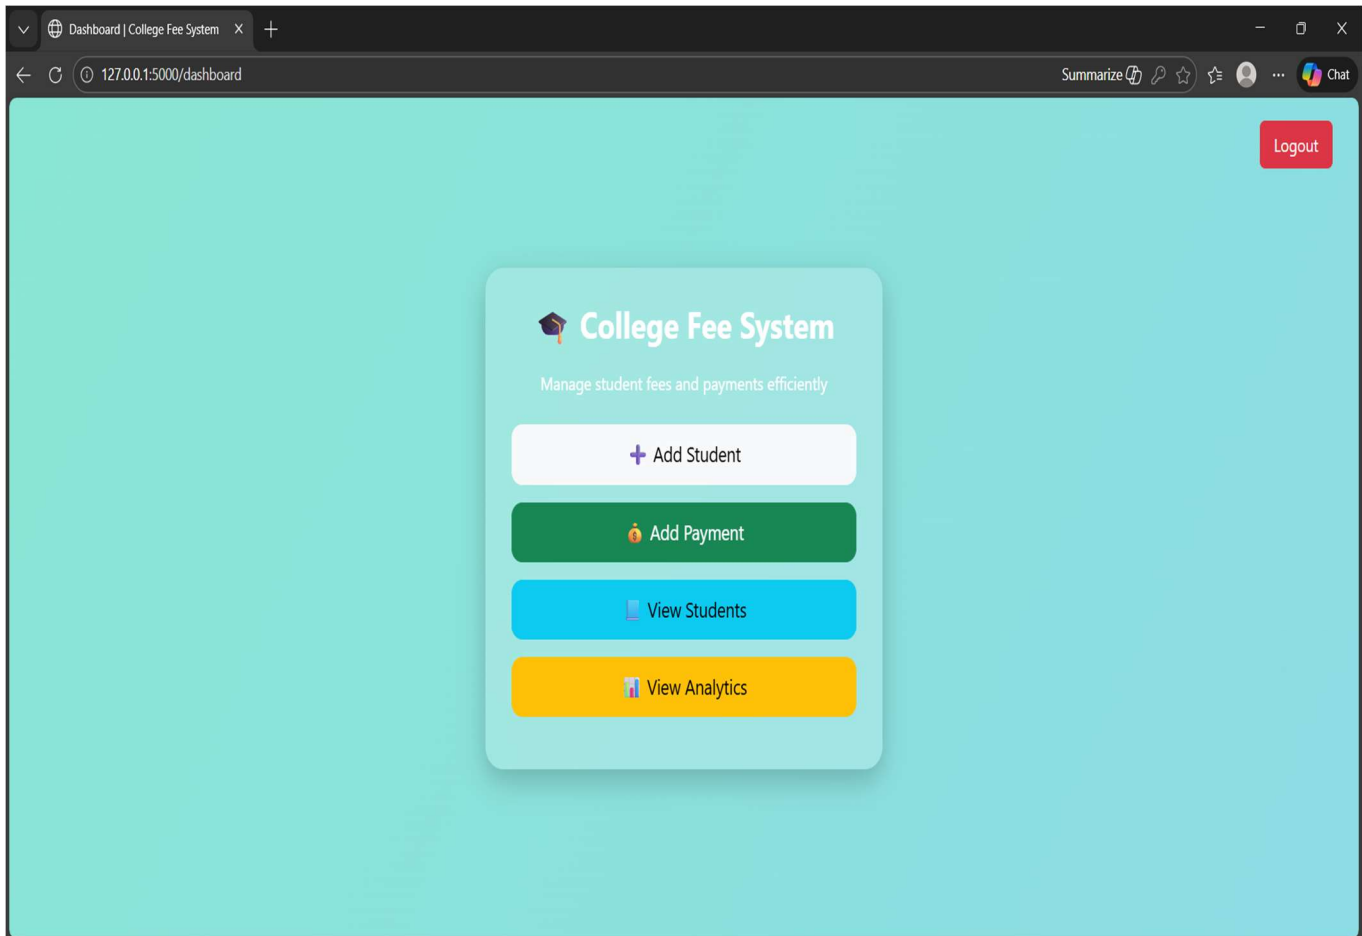 Dashboard | College Fee System
127.0.0.1:5000/dashboard
Summarize
Chat
Logout
College Fee System
Manage student fees and payments efficiently
Add Student
Add Payment
View Students
View Analytics